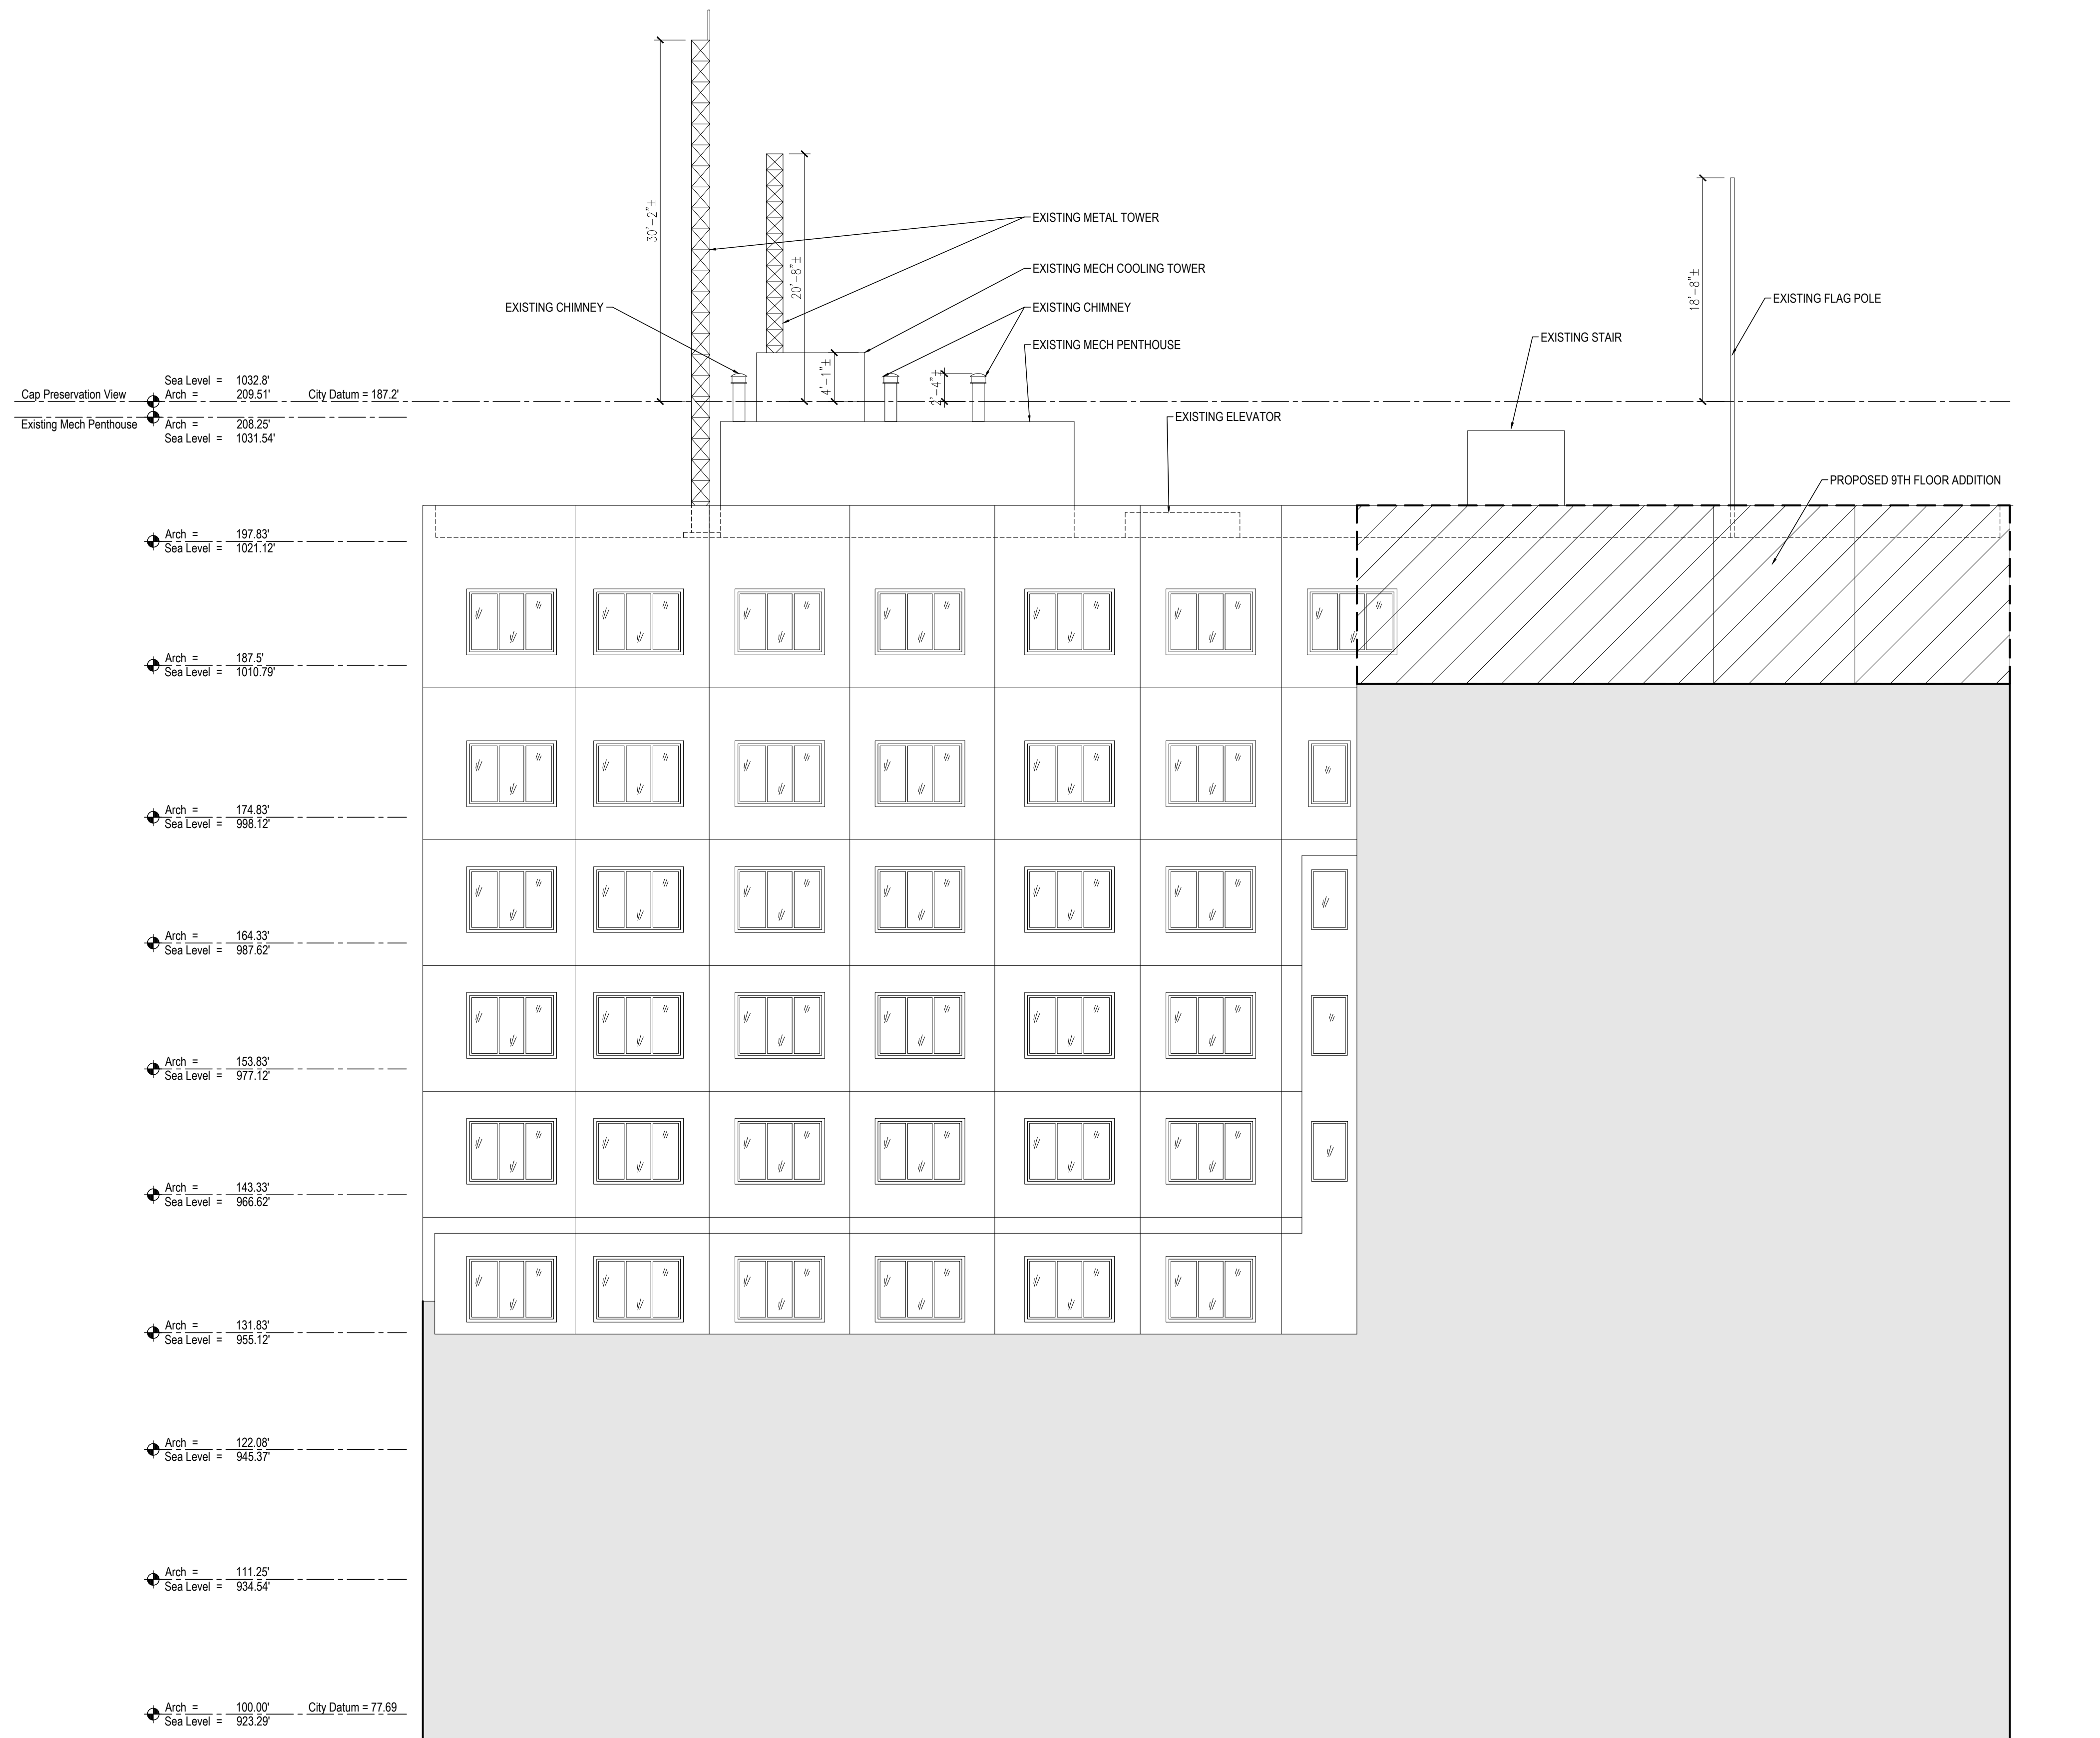 30'-2"±
EXISTING METAL TOWER
20'-8"±
EXISTING MECH COOLING TOWER
18'-8"±
EXISTING FLAG POLE
EXISTING CHIMNEY
EXISTING CHIMNEY
EXISTING STAIR
EXISTING MECH PENTHOUSE
4'-1"±
2'-4"±
Sea Level = 1032.8'
Cap Preservation View Arch = 209.51' City Datum = 187.2'
Existing Mech Penthouse Arch = 208.25'
Sea Level = 1031.54'
EXISTING ELEVATOR
PROPOSED 9TH FLOOR ADDITION
Arch = 197.83'
Sea Level = 1021.12'
Arch = 187.5'
Sea Level = 1010.79'
Arch = 174.83'
Sea Level = 998.12'
Arch = 164.33'
Sea Level = 987.62'
Arch = 153.83'
Sea Level = 977.12'
Arch = 143.33'
Sea Level = 966.62'
Arch = 131.83'
Sea Level = 955.12'
Arch = 122.08'
Sea Level = 945.37'
Arch = 111.25'
Sea Level = 934.54'
Arch = 100.00' City Datum = 77.69
Sea Level = 923.29'